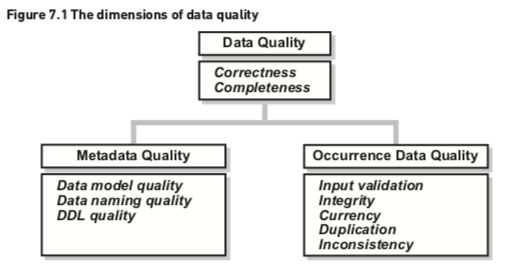 Figure 7.1 The dimensions of data quality
Data Quality
Correctness
Completeness
Metadata Quality
Data model quality
Data naming quality
DDL quality
Occurrence Data Quality
Input validation
Integrity
Currency
Duplication
Inconsistency